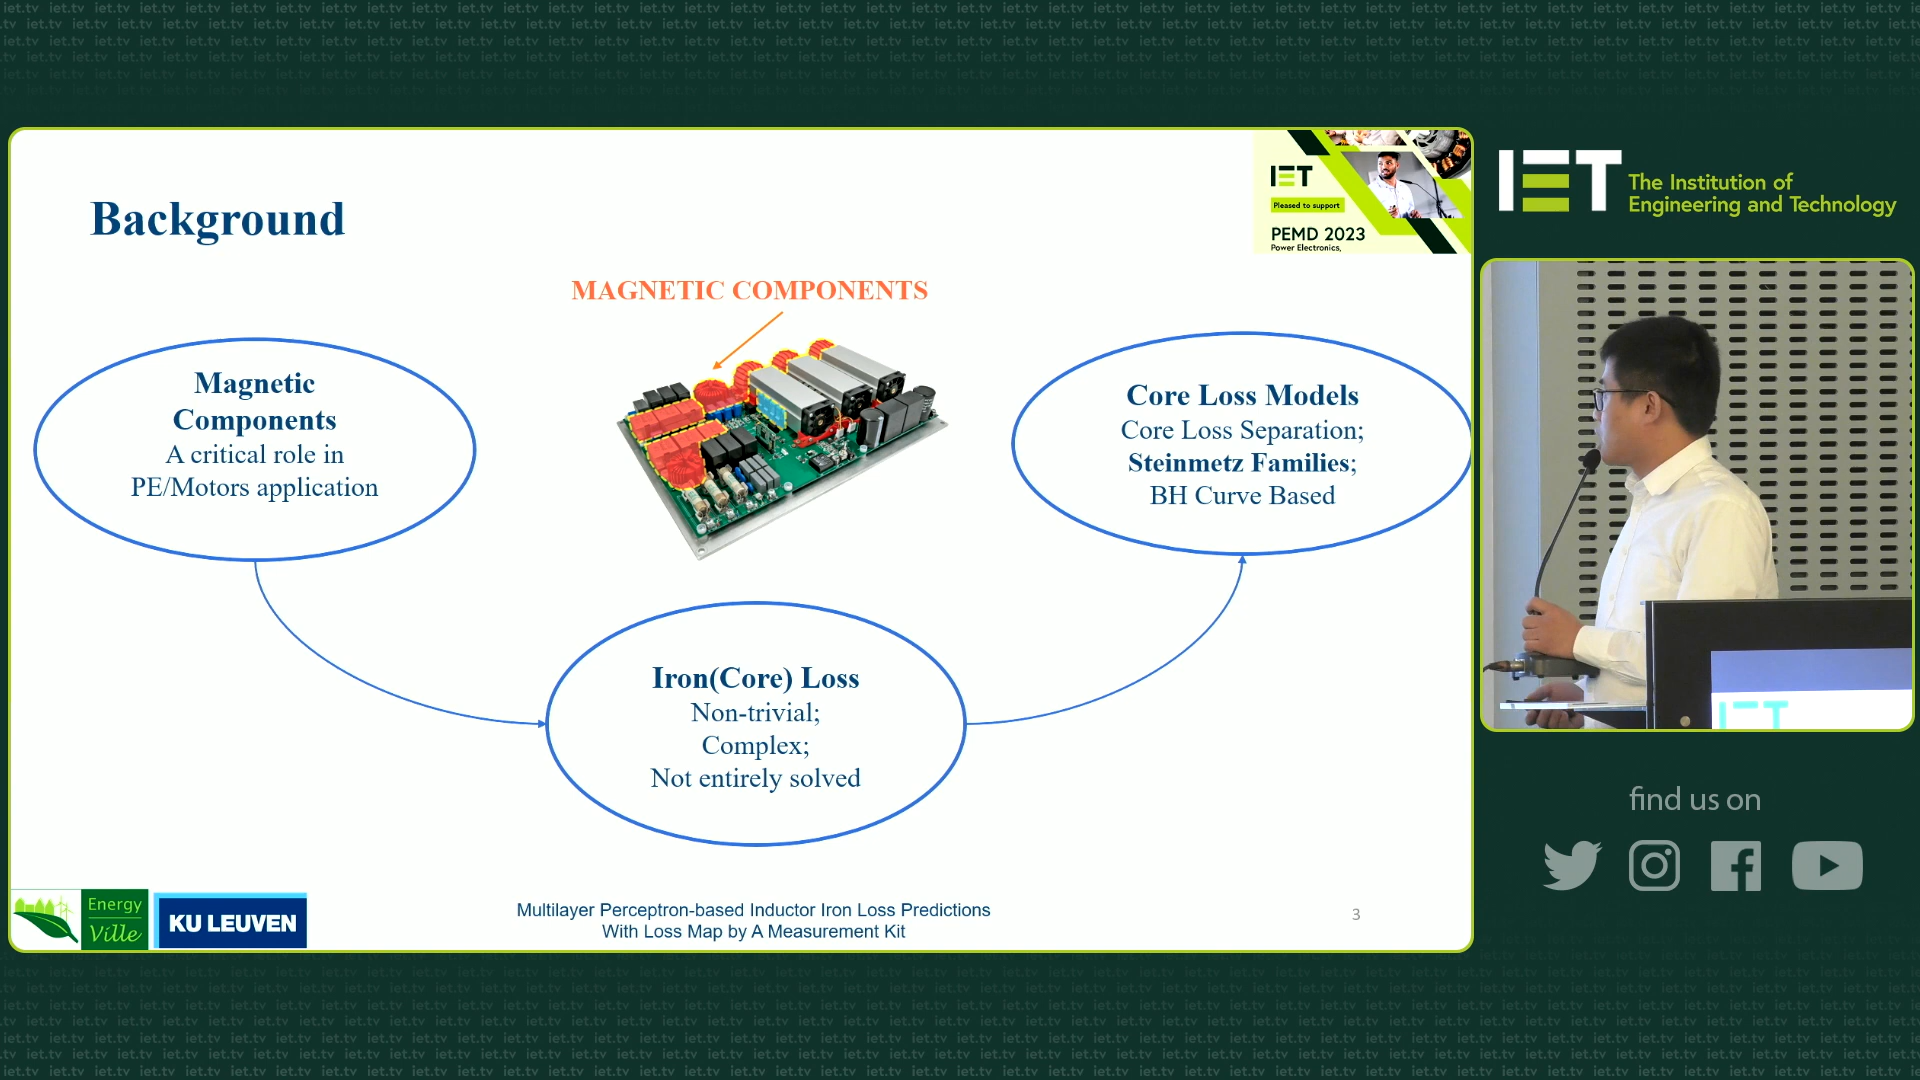 Background
IET
Pleased to support
PEMD 2023
Power Electronics,
MAGNETIC COMPONENTS
Magnetic
Components
A critical role in
PE/Motors application
Core Loss Models
Core Loss Separation;
Steinmetz Families;
BH Curve Based
Iron(Core) Loss
Non-trivial;
Complex;
Not entirely solved
Energy
Ville
KU LEUVEN
Multilayer Perceptron-based Inductor Iron Loss Predictions
With Loss Map by A Measurement Kit
3
IET
The Institution of
Engineering and Technology
IET
find us on